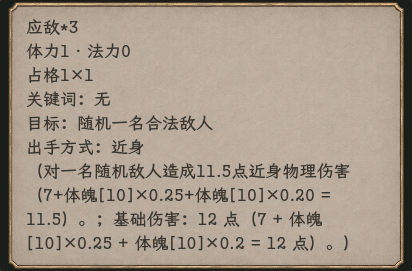 应敌*3
体力1 · 法力0
占格1×1
关键词：无
目标：随机一名合法敌人
出手方式：近身
（对一名随机敌人造成11.5点近身物理伤害
（7+体魄[10]×0.25+体魄[10]×0.20 =
11.5）。；基础伤害：12 点（7 + 体魄
[10]×0.25 + 体魄[10]×0.2 = 12 点）。）